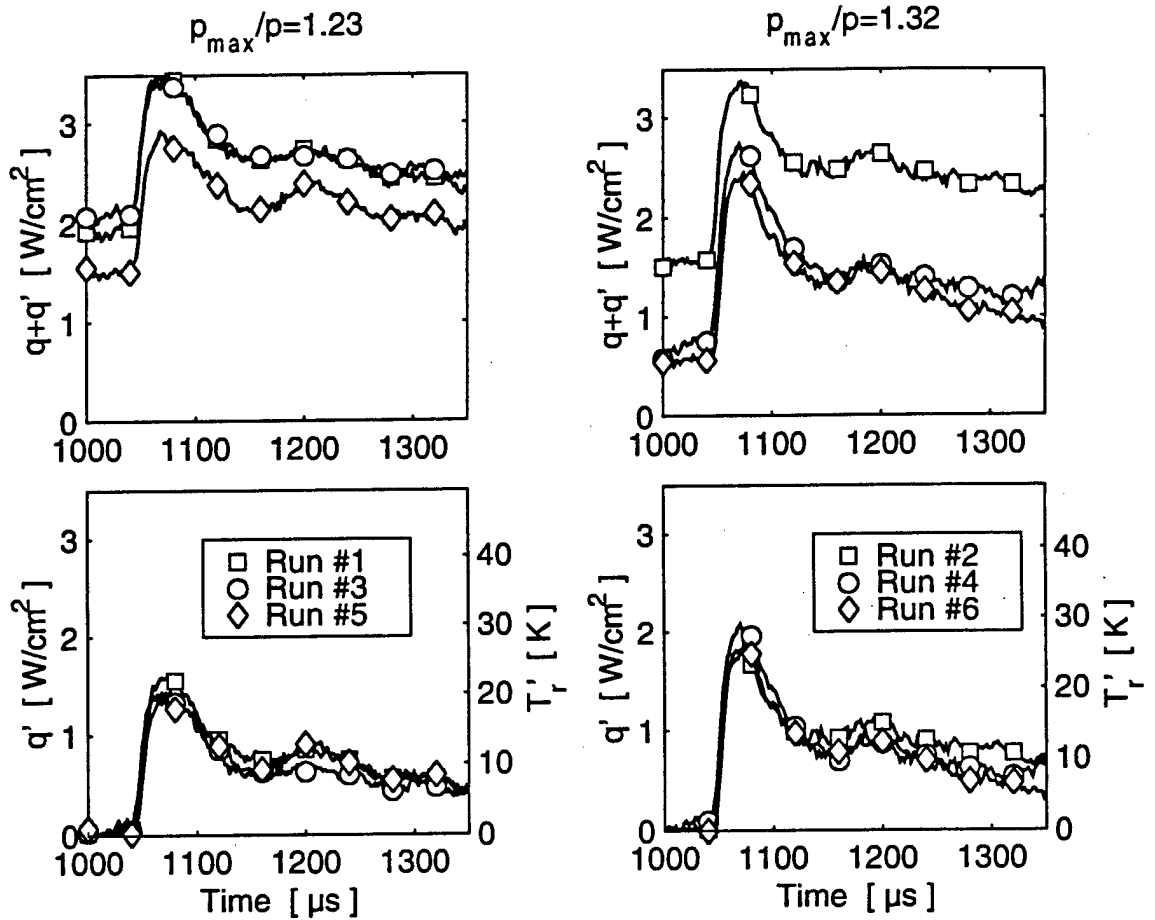 p_max/p=1.23
p_max/p=1.32
q+q' [ W/cm²]
3
2
1
0
1000 1100 1200 1300
q+q' [ W/cm²]
3
2
1
0
1000 1100 1200 1300
q' [ W/cm²]
3
2
1
0
Run #1
Run #3
Run #5
40
30
20
10
0
T_r' [ K]
1000 1100 1200 1300
Time [ µs]
q' [ W/cm²]
3
2
1
0
Run #2
Run #4
Run #6
40
30
20
10
0
T_r' [ K]
1000 1100 1200 1300
Time [ µs]